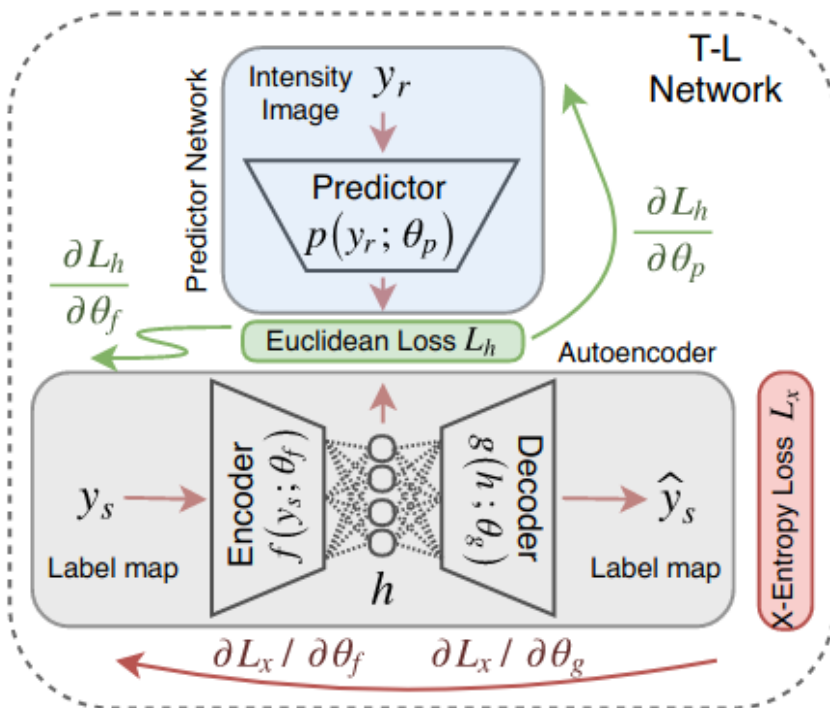 T-L
Network
Predictor Network
Intensity
Image
y_r
Predictor
p(y_r; θ_p)
∂L_h
∂θ_f
∂L_h
∂θ_p
Euclidean Loss L_h
Autoencoder
y_s
Label map
Encoder
f(y_s; θ_f)
h
Decoder
g(h; θ_g)
ŷ_s
Label map
X-Entropy Loss L_x
∂L_x / ∂θ_f
∂L_x / ∂θ_g